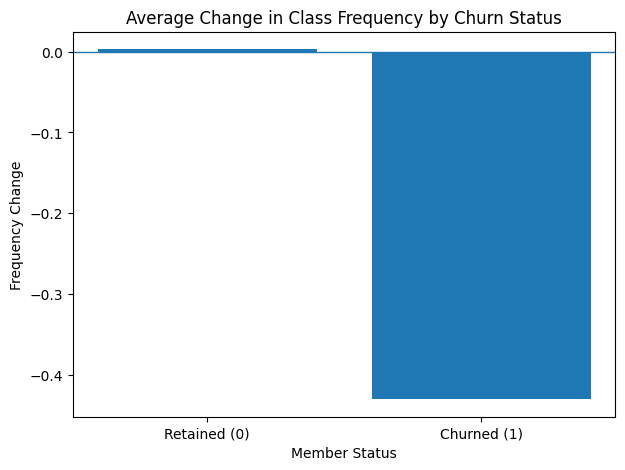 Average Change in Class Frequency by Churn Status
0.0
−0.1
−0.2
−0.3
−0.4
Frequency Change
Retained (0)
Churned (1)
Member Status